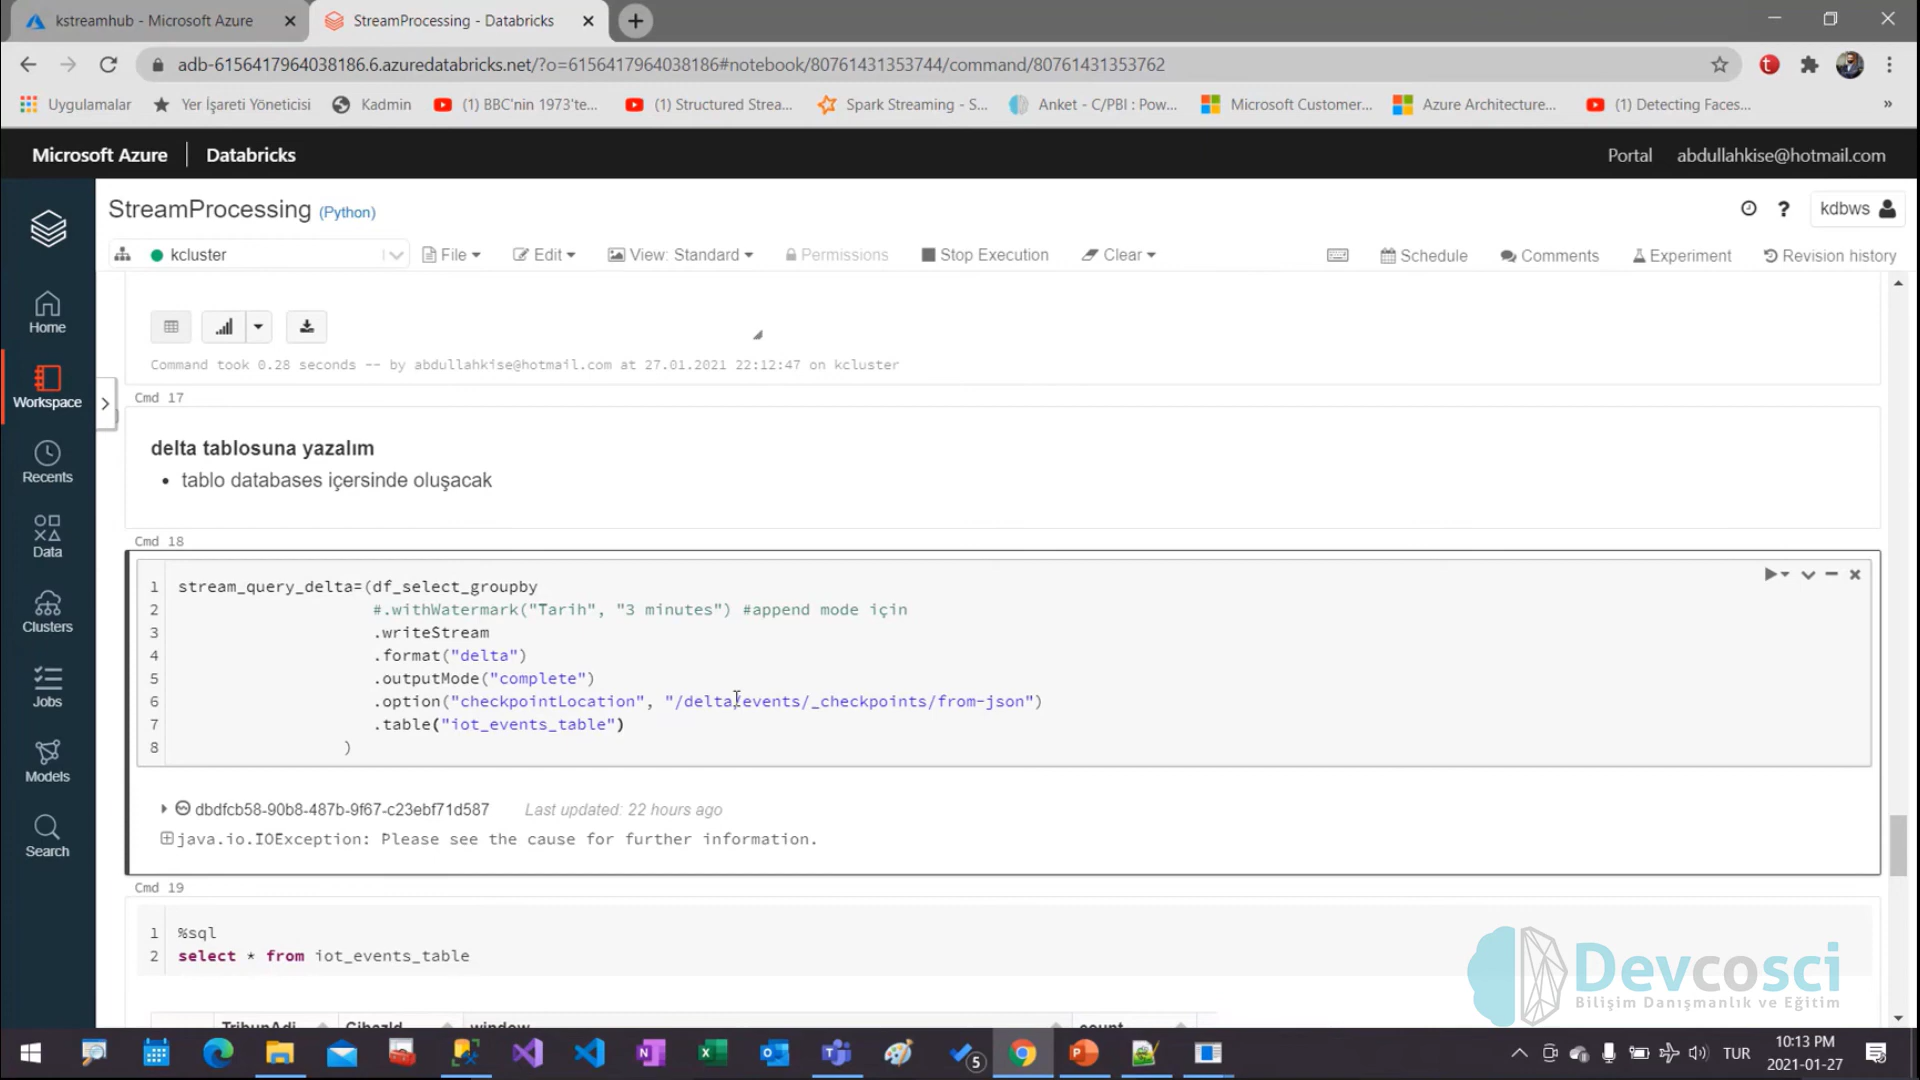 kstreamhub - Microsoft Azure
StreamProcessing - Databricks
adb-6156417964038186.6.azuredatabricks.net/?o=6156417964038186#notebook/80761431353744/command/80761431353762
Uygulamalar
Yer İşareti Yöneticisi
Kadmin
(1) BBC'nin 1973'te...
(1) Structured Strea...
Spark Streaming - S...
Anket - C/PBI : Pow...
Microsoft Customer...
Azure Architecture...
(1) Detecting Faces...
»
Microsoft Azure
Databricks
Portal
abdullahkise@hotmail.com
StreamProcessing (Python)
? kdbws
kcluster
File
Edit
View: Standard
Permissions
Stop Execution
Clear
Schedule
Comments
Experiment
Revision history
Home
Workspace
Recents
Data
Clusters
Jobs
Models
Search
Command took 0.28 seconds -- by abdullahkise@hotmail.com at 27.01.2021 22:12:47 on kcluster
Cmd 17
delta tablosuna yazalım
• tablo databases içersinde oluşacak
Cmd 18
1 stream_query_delta=(df_select_groupby
2 #.withWatermark("Tarih", "3 minutes") #append mode için
3 .writeStream
4 .format("delta")
5 .outputMode("complete")
6 .option("checkpointLocation", "/delta/events/_checkpoints/from-json")
7 .table("iot_events_table")
8 )
dbdfcb58-90b8-487b-9f67-c23ebf71d587 Last updated: 22 hours ago
java.io.IOException: Please see the cause for further information.
Cmd 19
1 %sql
2 select * from iot_events_table
TribunAdi CihazId window count
Devcosci
Bilişim Danışmanlık ve Eğitim
5
TUR
10:13 PM
2021-01-27